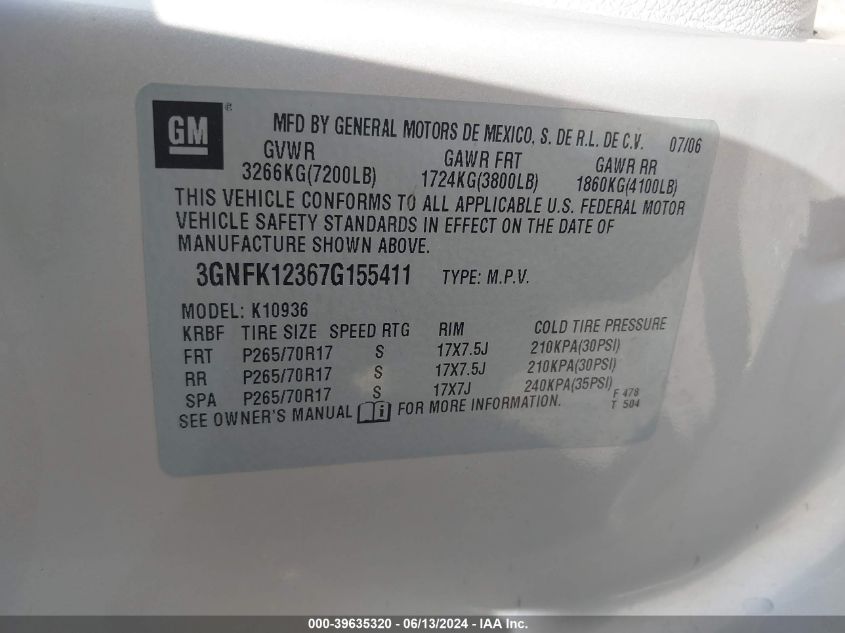 GM ® MFD BY GENERAL MOTORS DE MEXICO, S. DE R.L. DE C.V. 07/06
GVWR GAWR FRT GAWR RR
3266KG(7200LB) 1724KG(3800LB) 1860KG(4100LB)
THIS VEHICLE CONFORMS TO ALL APPLICABLE U.S. FEDERAL MOTOR
VEHICLE SAFETY STANDARDS IN EFFECT ON THE DATE OF
MANUFACTURE SHOWN ABOVE.
3GNFK12367G155411 TYPE: M.P.V.
MODEL: K10936
KRBF TIRE SIZE SPEED RTG RIM COLD TIRE PRESSURE
FRT P265/70R17 S 17X7.5J 210KPA(30PSI)
RR P265/70R17 S 17X7.5J 210KPA(30PSI)
SPA P265/70R17 S 17X7J 240KPA(35PSI) F 478
SEE OWNER'S MANUAL i FOR MORE INFORMATION. T 504
000-39635320 - 06/13/2024 - IAA Inc.